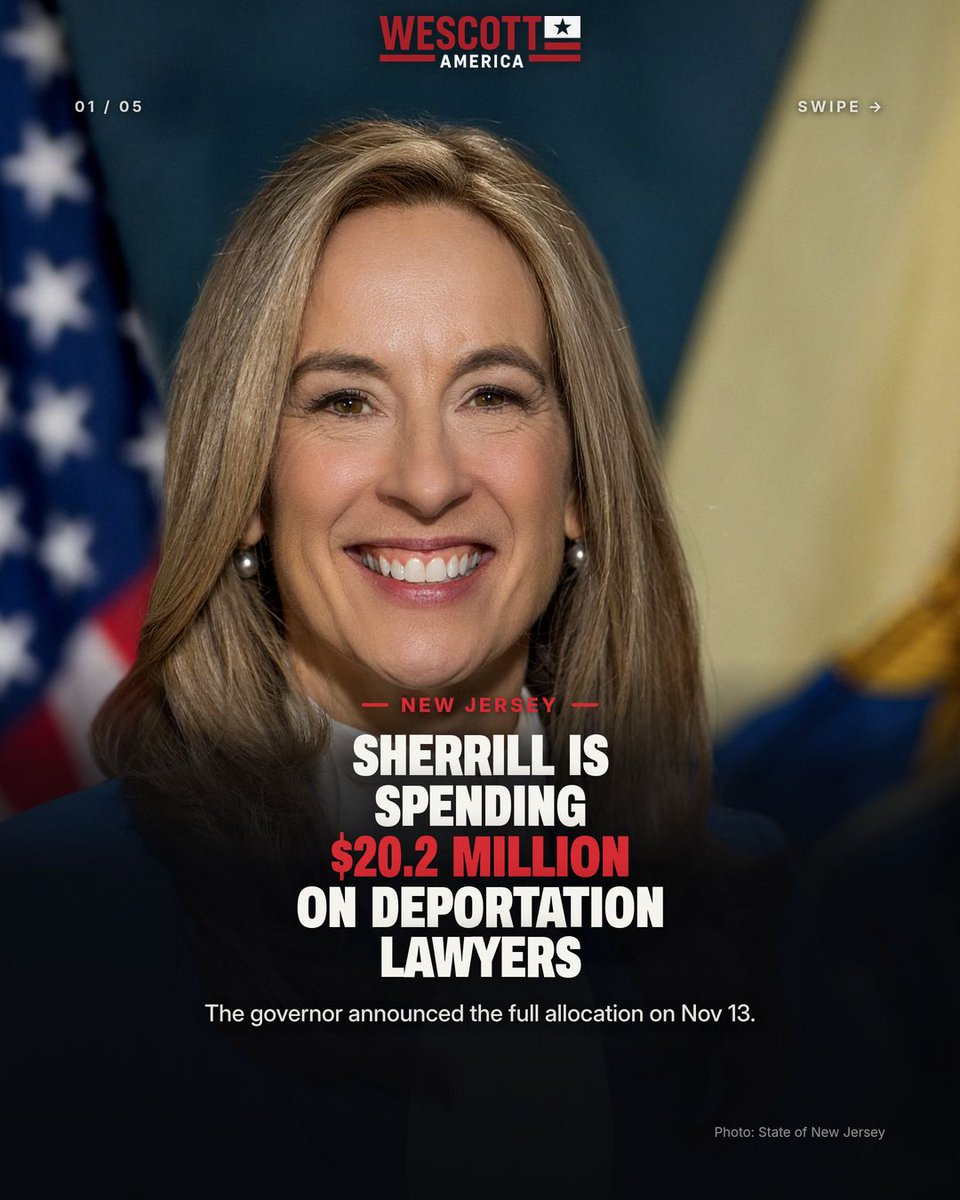 WESCOTT
AMERICA
01 / 05
SWIPE →
NEW JERSEY
SHERRILL IS
SPENDING
$20.2 MILLION
ON DEPORTATION
LAWYERS
The governor announced the full allocation on Nov 13.
Photo: State of New Jersey